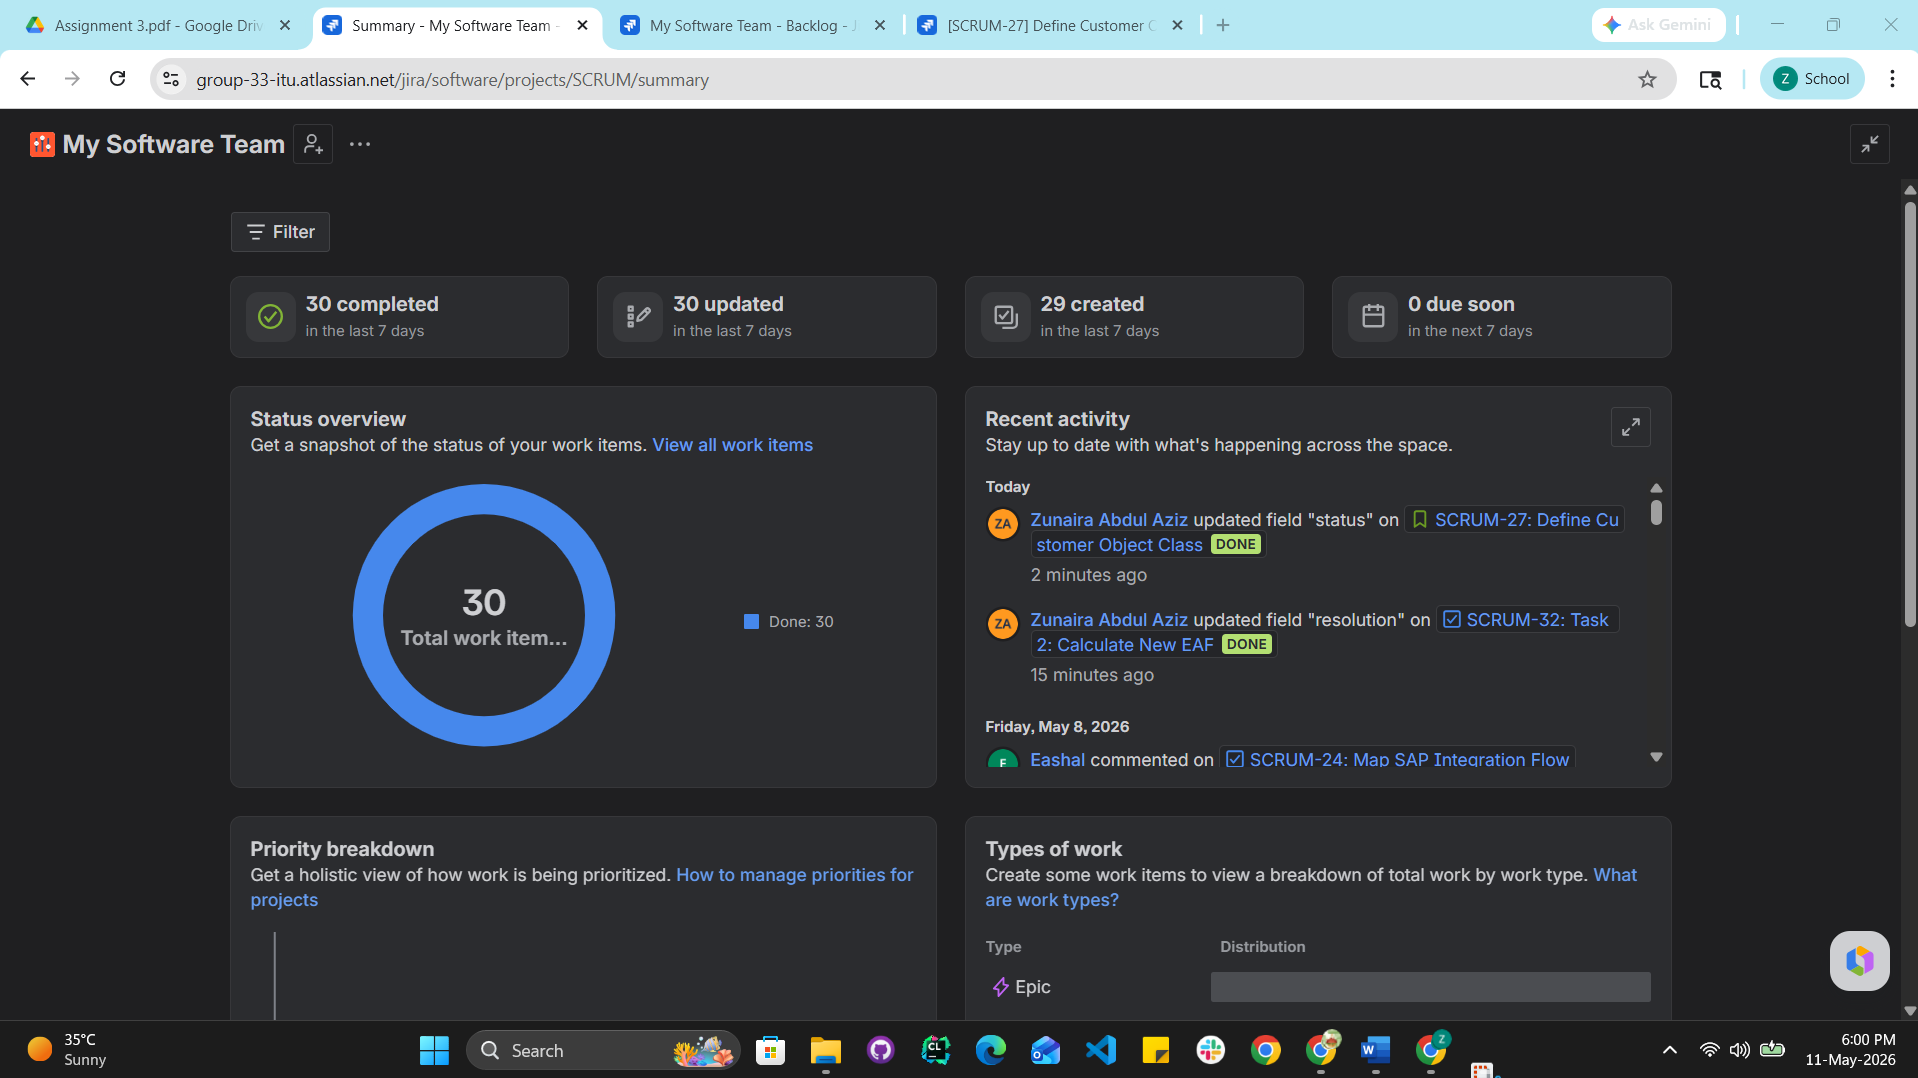 Assignment 3.pdf - Google Driv
Summary - My Software Team -
My Software Team - Backlog - J
[SCRUM-27] Define Customer C
Ask Gemini
group-33-itu.atlassian.net/jira/software/projects/SCRUM/summary
Z School
My Software Team
Filter
30 completed
in the last 7 days
30 updated
in the last 7 days
29 created
in the last 7 days
0 due soon
in the next 7 days
Status overview
Get a snapshot of the status of your work items. View all work items
30
Total work item...
Done: 30
Recent activity
Stay up to date with what's happening across the space.
Today
ZA
Zunaira Abdul Aziz updated field "status" on SCRUM-27: Define Cu
stomer Object Class DONE
2 minutes ago
ZA
Zunaira Abdul Aziz updated field "resolution" on SCRUM-32: Task
2: Calculate New EAF DONE
15 minutes ago
Friday, May 8, 2026
E
Eashal commented on SCRUM-24: Map SAP Integration Flow
Priority breakdown
Get a holistic view of how work is being prioritized. How to manage priorities for
projects
Types of work
Create some work items to view a breakdown of total work by work type. What
are work types?
Type
Distribution
Epic
35°C
Sunny
Search
6:00 PM
11-May-2026